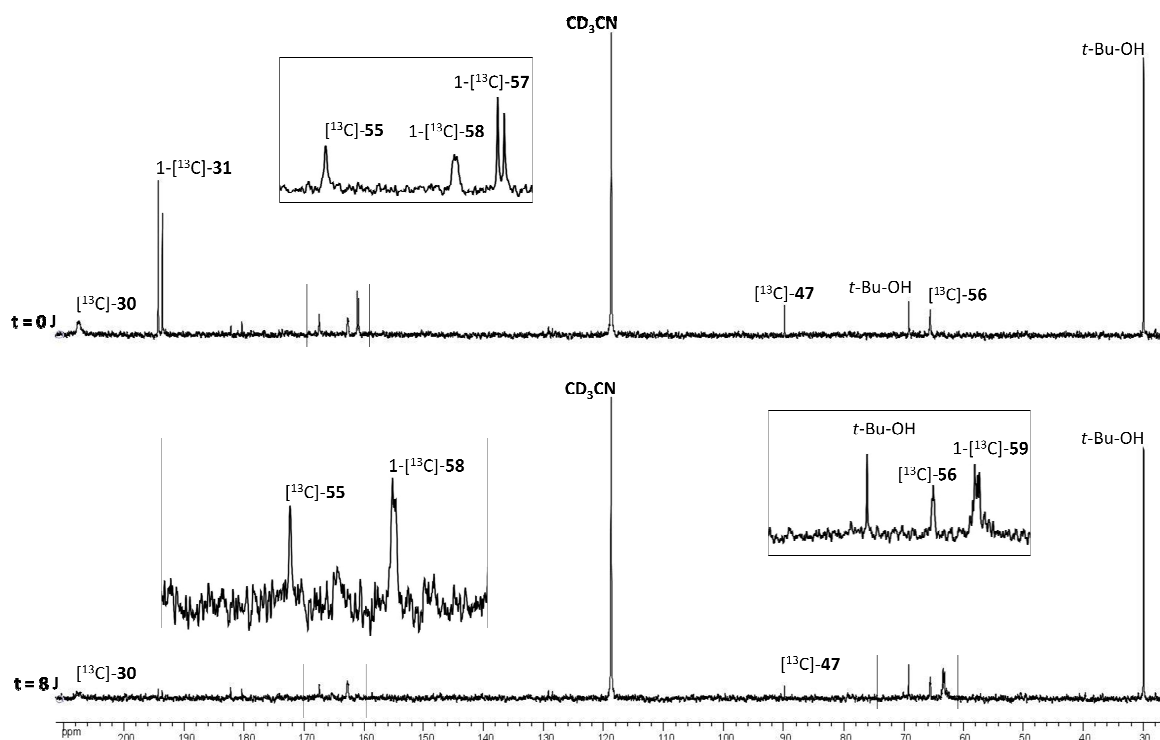 CD₃CN
t-Bu-OH
1-[¹³C]-57
[¹³C]-55
1-[¹³C]-58
1-[¹³C]-31
[¹³C]-30
[¹³C]-47
t-Bu-OH
[¹³C]-56
t = 0 J
CD₃CN
t-Bu-OH
t-Bu-OH
1-[¹³C]-59
[¹³C]-56
1-[¹³C]-58
[¹³C]-55
[¹³C]-30
[¹³C]-47
t = 8 J
ppm 200 190 180 170 160 150 140 130 120 110 100 90 80 70 60 50 40 30